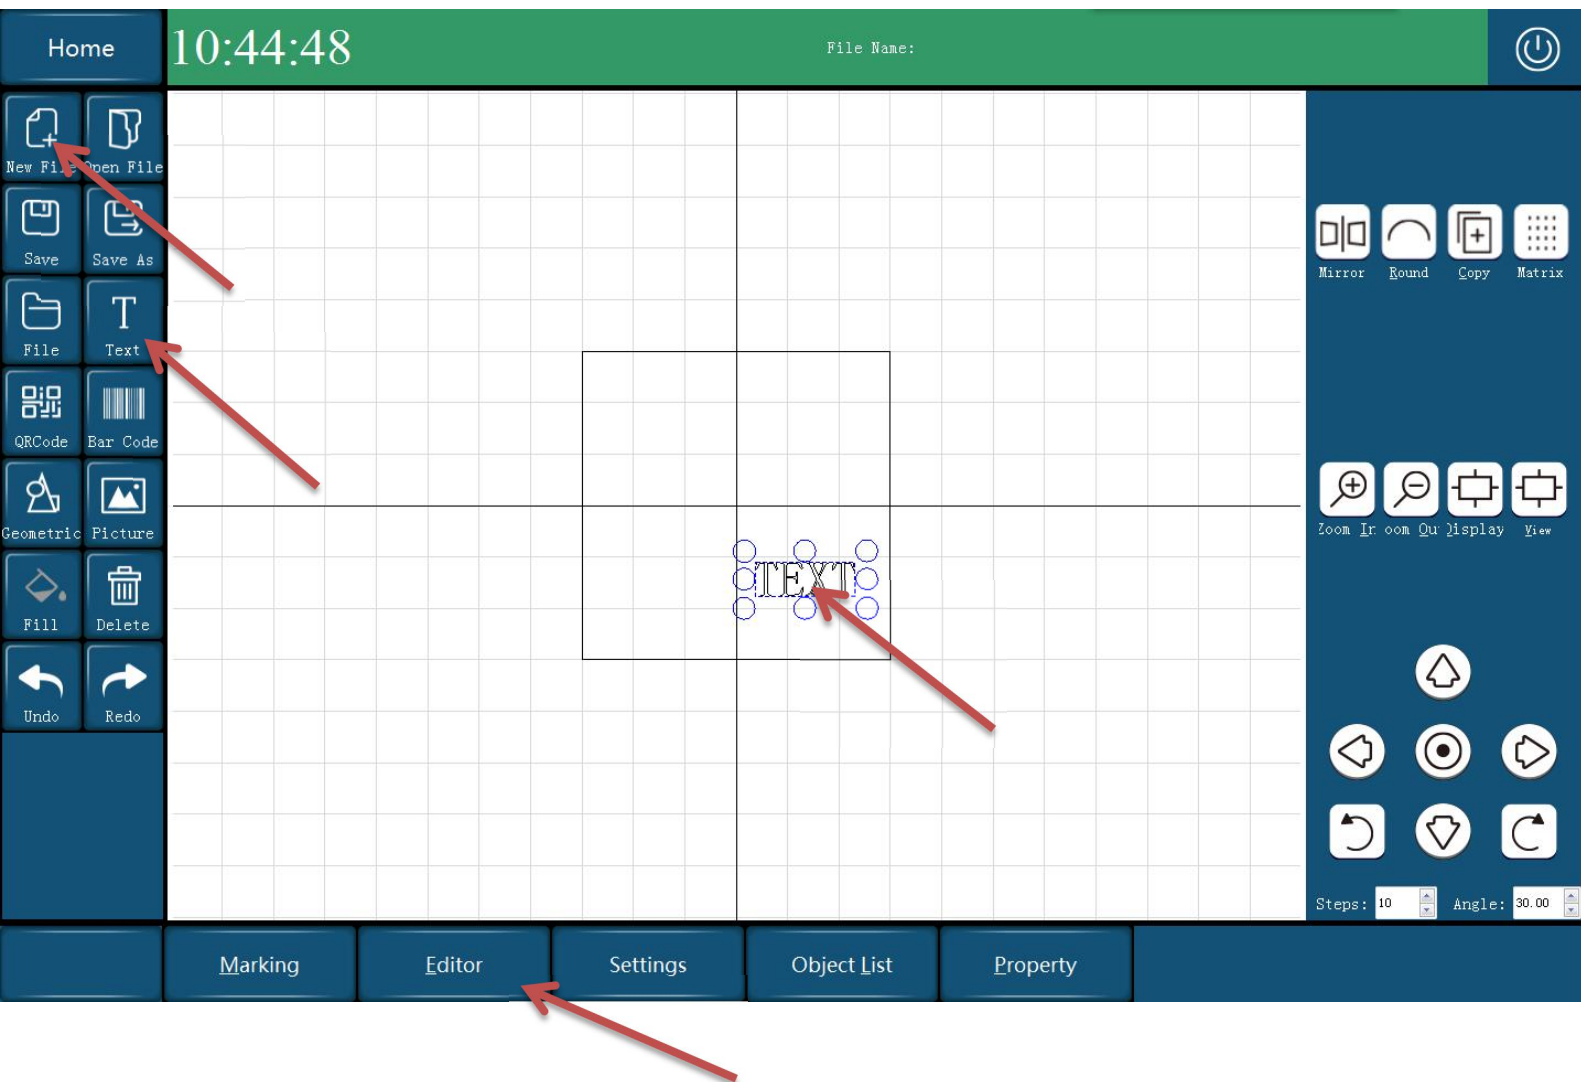 Home
10:44:48
File Name:
New File
Open File
Save
Save As
File
Text
QRCode
Bar Code
Geometric
Picture
Fill
Delete
Undo
Redo
TEXT
Mirror
Round
Copy
Matrix
Zoom
oom
Display
View
Steps: 10
Angle: 30.00
Marking
Editor
Settings
Object List
Property